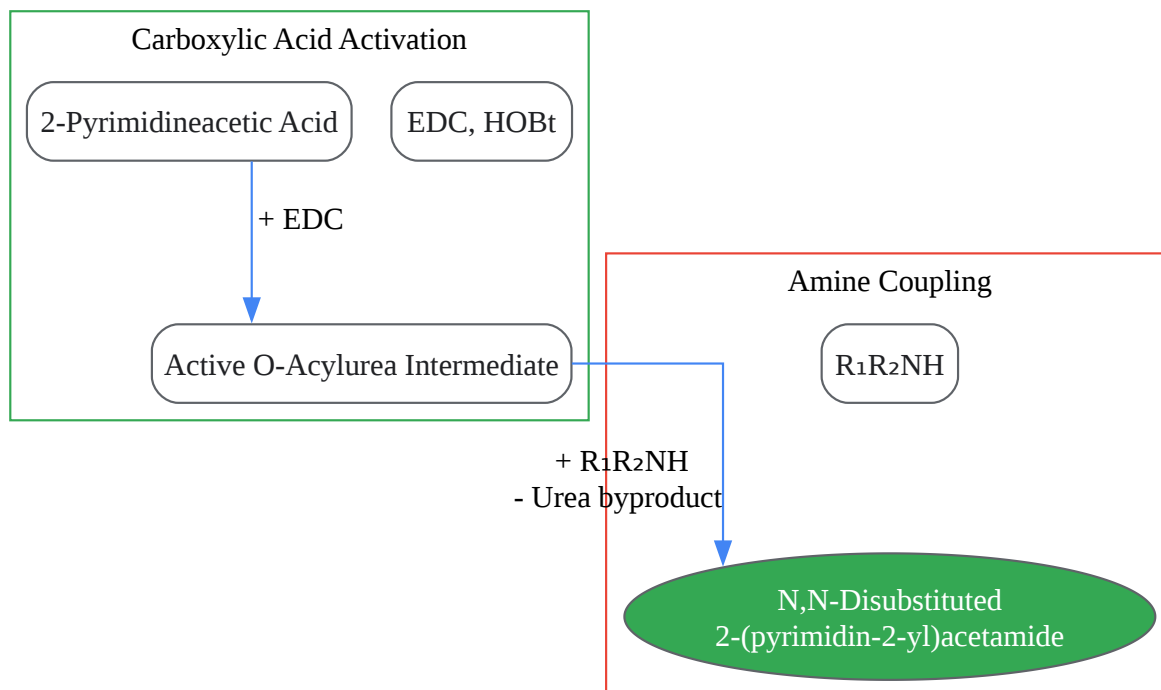 Carboxylic Acid Activation
2-Pyrimidineacetic Acid
EDC, HOBt
+ EDC
Active O-Acylurea Intermediate
Amine Coupling
R₁R₂NH
+ R₁R₂NH
- Urea byproduct
N,N-Disubstituted
2-(pyrimidin-2-yl)acetamide